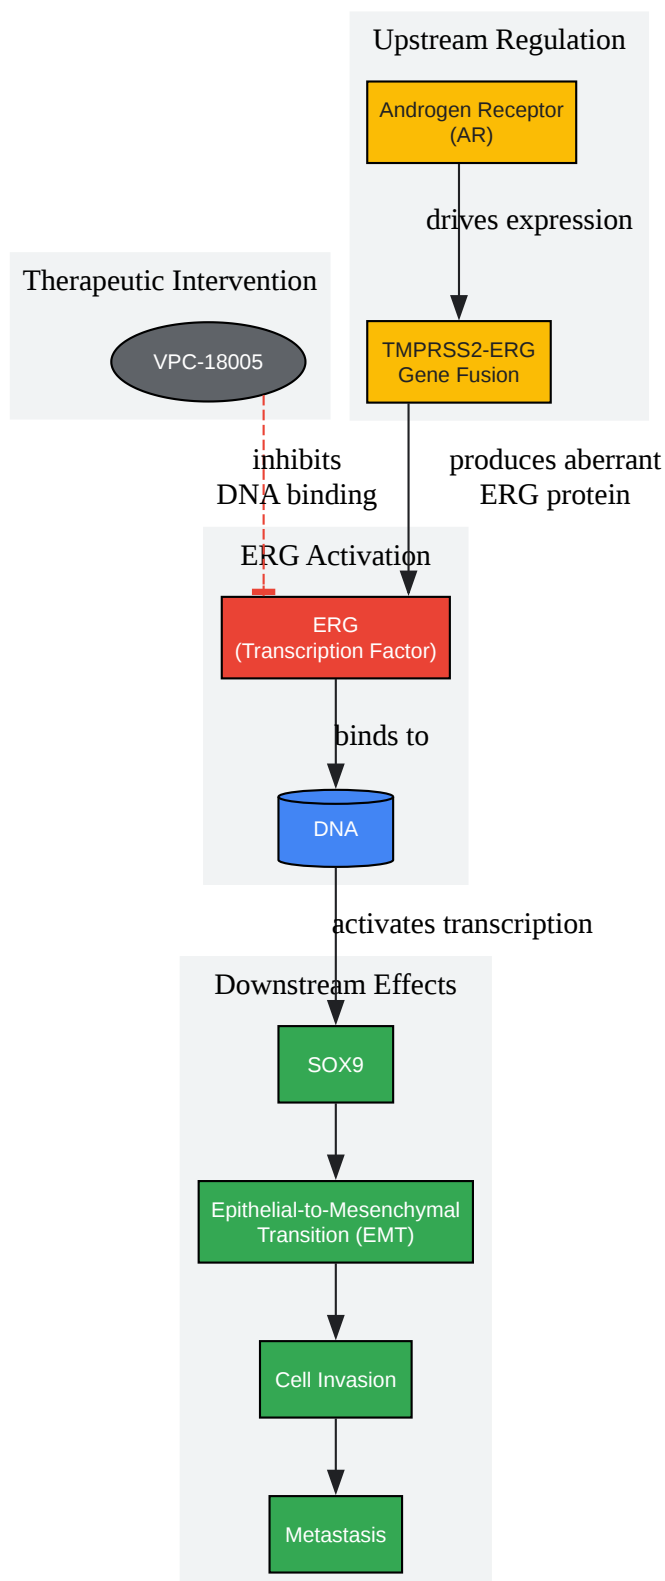 Upstream Regulation
Androgen Receptor
(AR)
drives expression
Therapeutic Intervention
VPC-18005
TMPRSS2-ERG
Gene Fusion
inhibits
DNA binding
produces aberrant
ERG protein
ERG Activation
ERG
(Transcription Factor)
binds to
DNA
activates transcription
Downstream Effects
SOX9
Epithelial-to-Mesenchymal
Transition (EMT)
Cell Invasion
Metastasis